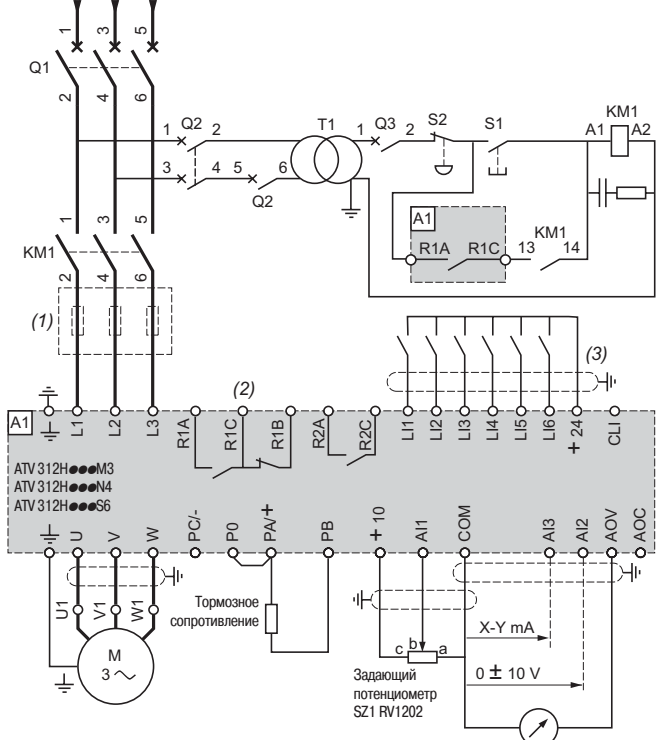 1 3 5
Q1
2 4 6
1 Q2 2
T1
1 Q3 2
S2
S1
KM1
A1 A2
3 4 5 6
Q2
1 3 5
KM1
2 4 6
A1
R1A R1C
13 KM1 14
(1)
(2)
(3)
A1
L1 L2 L3 R1A R1C R1B R2A R2C LI1 LI2 LI3 LI4 LI5 LI6 + 24 CLI
ATV 312H●●●M3
ATV 312H●●●N4
ATV 312H●●●S6
U V W PC/- P0 PA/+ PB + 10 AI1 COM AI3 AI2 AOV AOC
U1 V1 W1
Тормозное
сопротивление
M
3
X-Y mA
c b a
0 ± 10 V
Задающий
потенциометр
SZ1 RV1202